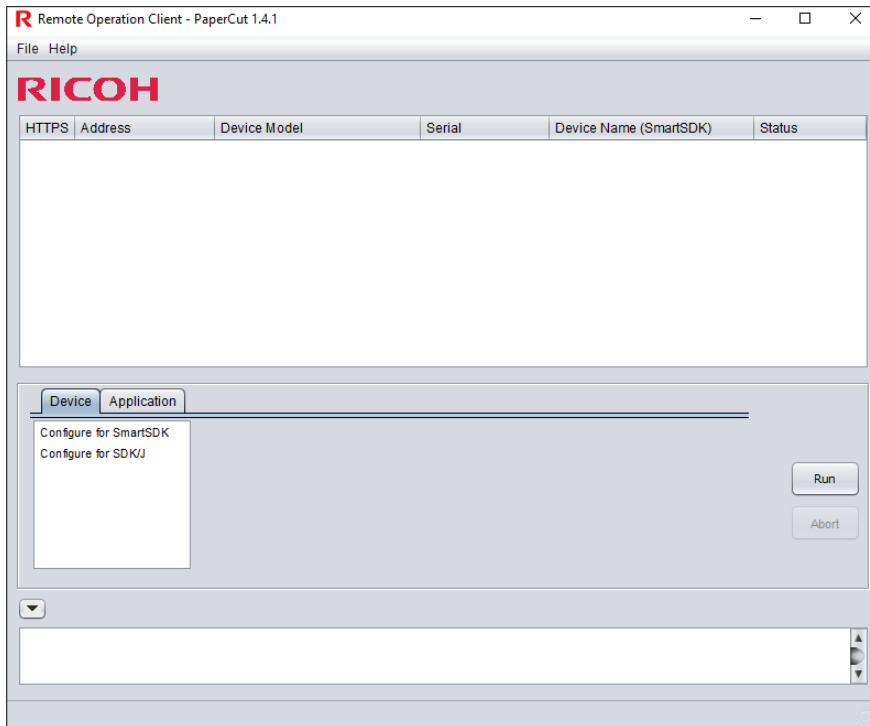 R Remote Operation Client - PaperCut 1.4.1
File Help
RICOH
HTTPS Address Device Model Serial Device Name (SmartSDK) Status
Device Application
Configure for SmartSDK
Configure for SDK/J
Run
Abort